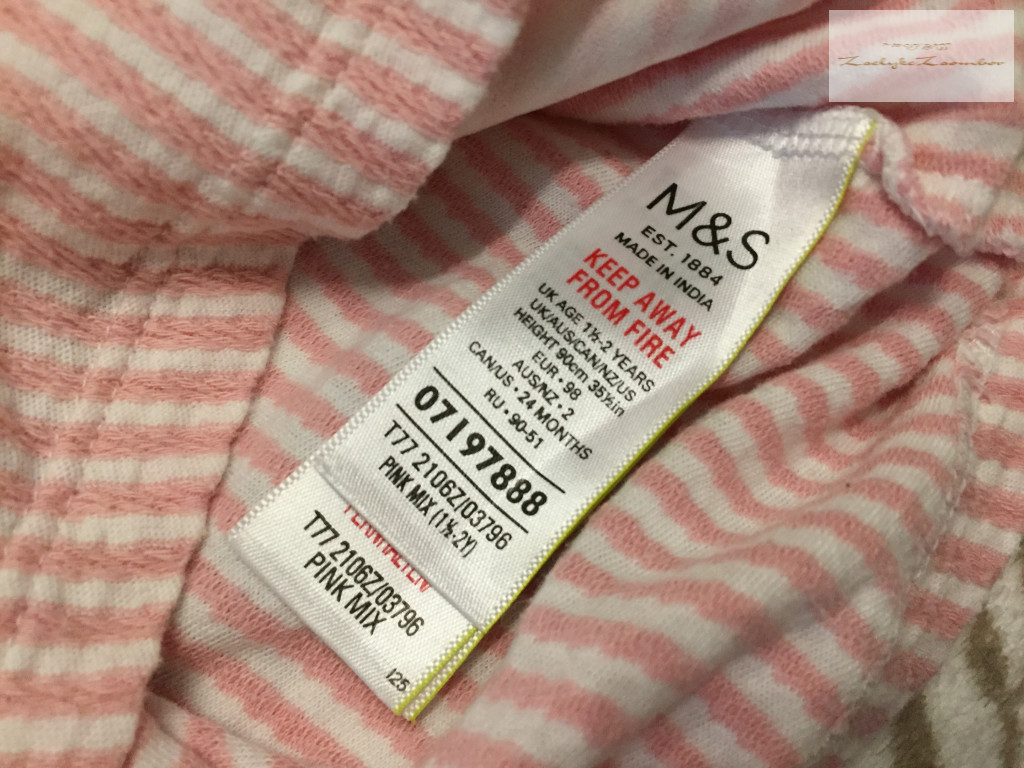 M&S
EST. 1884
MADE IN INDIA
KEEP AWAY
FROM FIRE
UK AGE 1½-2 YEARS
UK/AUS/CAN/NZ/US
HEIGHT 90cm 35½in
EUR • 98
AUS/NZ • 2
CAN/US • 24 MONTHS
RU • 90-51
07197888
T77 2106Z/03796
PINK MIX (1½-2Y)
T77 2106Z/03796
PINK MIX
125